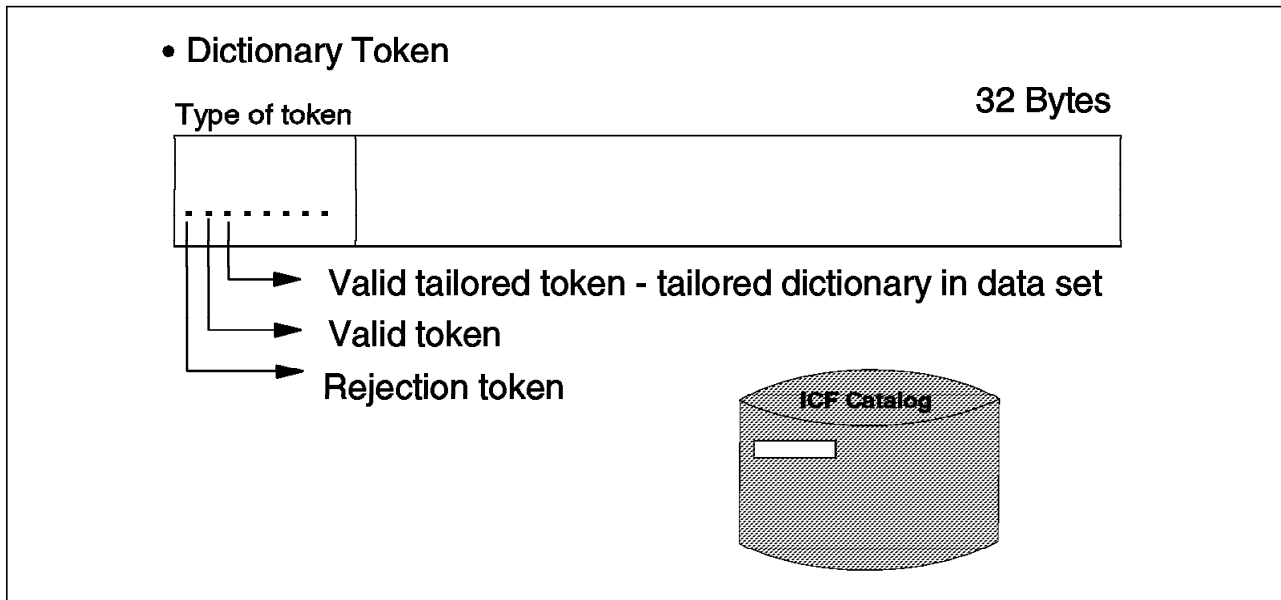 • Dictionary Token
32 Bytes
Type of token
Valid tailored token - tailored dictionary in data set
Valid token
Rejection token
ICF Catalog